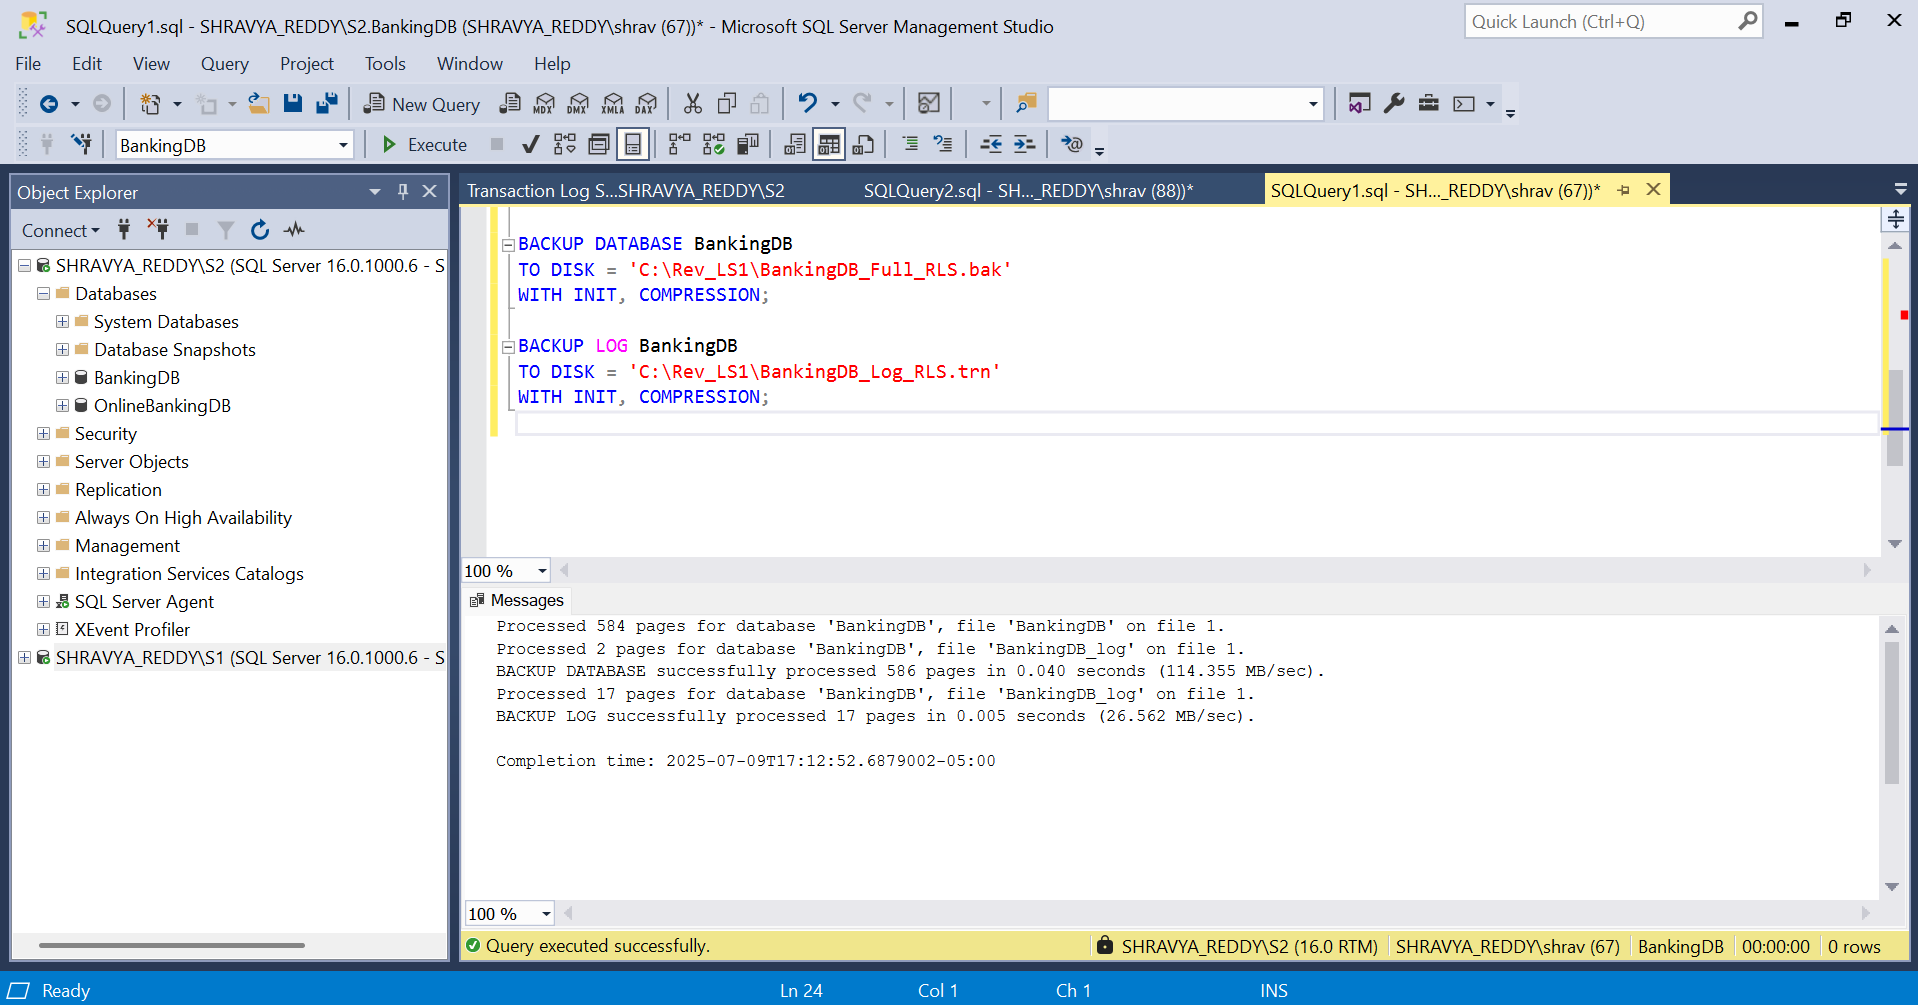 SQLQuery1.sql - SHRAVYA_REDDY\S2.BankingDB (SHRAVYA_REDDY\shrav (67))* - Microsoft SQL Server Management Studio
Quick Launch (Ctrl+Q)
File Edit View Query Project Tools Window Help
New Query MDX DMX XMLA DAX
BankingDB Execute
Object Explorer
Transaction Log S...SHRAVYA_REDDY\S2 SQLQuery2.sql - SH..._REDDY\shrav (88))* SQLQuery1.sql - SH..._REDDY\shrav (67))*
Connect
SHRAVYA_REDDY\S2 (SQL Server 16.0.1000.6 - S
Databases
System Databases
Database Snapshots
BankingDB
OnlineBankingDB
Security
Server Objects
Replication
Always On High Availability
Management
Integration Services Catalogs
SQL Server Agent
XEvent Profiler
SHRAVYA_REDDY\S1 (SQL Server 16.0.1000.6 - S
BACKUP DATABASE BankingDB
TO DISK = 'C:\Rev_LS1\BankingDB_Full_RLS.bak'
WITH INIT, COMPRESSION;
BACKUP LOG BankingDB
TO DISK = 'C:\Rev_LS1\BankingDB_Log_RLS.trn'
WITH INIT, COMPRESSION;
100 %
Messages
Processed 584 pages for database 'BankingDB', file 'BankingDB' on file 1.
Processed 2 pages for database 'BankingDB', file 'BankingDB_log' on file 1.
BACKUP DATABASE successfully processed 586 pages in 0.040 seconds (114.355 MB/sec).
Processed 17 pages for database 'BankingDB', file 'BankingDB_log' on file 1.
BACKUP LOG successfully processed 17 pages in 0.005 seconds (26.562 MB/sec).
Completion time: 2025-07-09T17:12:52.6879002-05:00
100 %
Query executed successfully. SHRAVYA_REDDY\S2 (16.0 RTM) SHRAVYA_REDDY\shrav (67) BankingDB 00:00:00 0 rows
Ready Ln 24 Col 1 Ch 1 INS